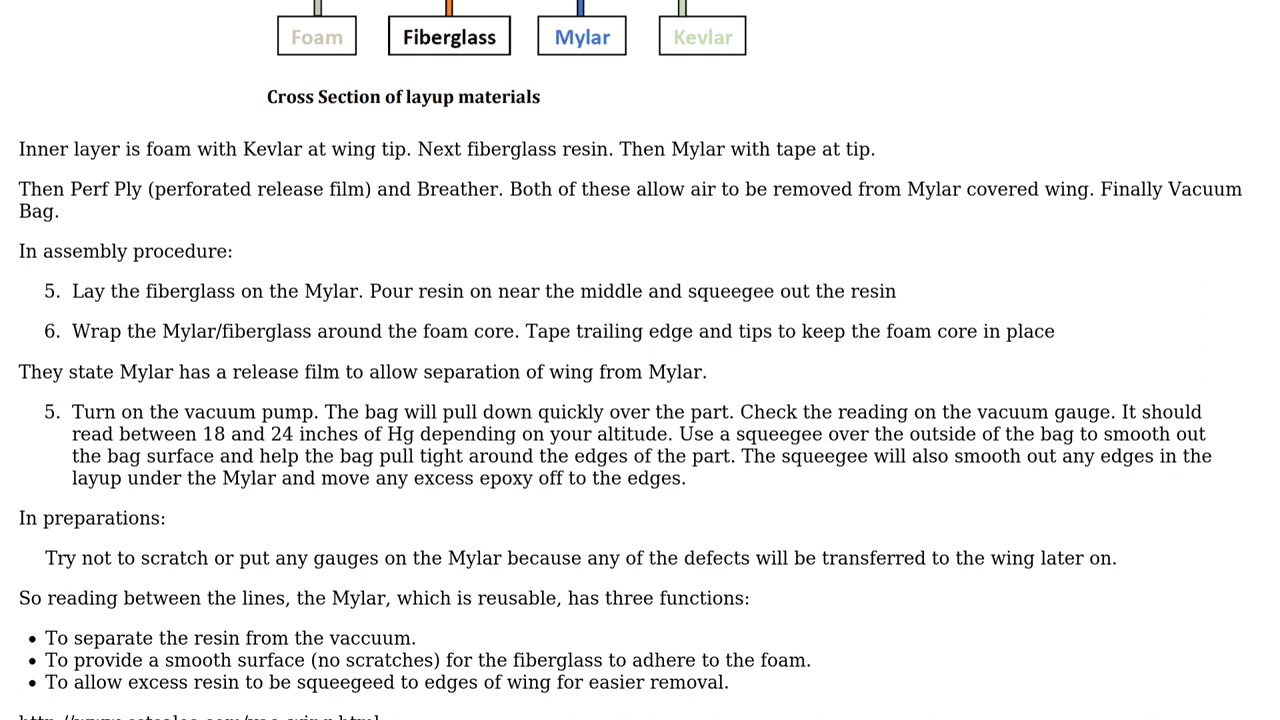 Foam Fiberglass Mylar Kevlar
Cross Section of layup materials
Inner layer is foam with Kevlar at wing tip. Next fiberglass resin. Then Mylar with tape at tip.
Then Perf Ply (perforated release film) and Breather. Both of these allow air to be removed from Mylar covered wing. Finally Vacuum
Bag.
In assembly procedure:
5. Lay the fiberglass on the Mylar. Pour resin on near the middle and squeegee out the resin
6. Wrap the Mylar/fiberglass around the foam core. Tape trailing edge and tips to keep the foam core in place
They state Mylar has a release film to allow separation of wing from Mylar.
5. Turn on the vacuum pump. The bag will pull down quickly over the part. Check the reading on the vacuum gauge. It should
read between 18 and 24 inches of Hg depending on your altitude. Use a squeegee over the outside of the bag to smooth out
the bag surface and help the bag pull tight around the edges of the part. The squeegee will also smooth out any edges in the
layup under the Mylar and move any excess epoxy off to the edges.
In preparations:
Try not to scratch or put any gauges on the Mylar because any of the defects will be transferred to the wing later on.
So reading between the lines, the Mylar, which is reusable, has three functions:
• To separate the resin from the vaccuum.
• To provide a smooth surface (no scratches) for the fiberglass to adhere to the foam.
• To allow excess resin to be squeegeed to edges of wing for easier removal.